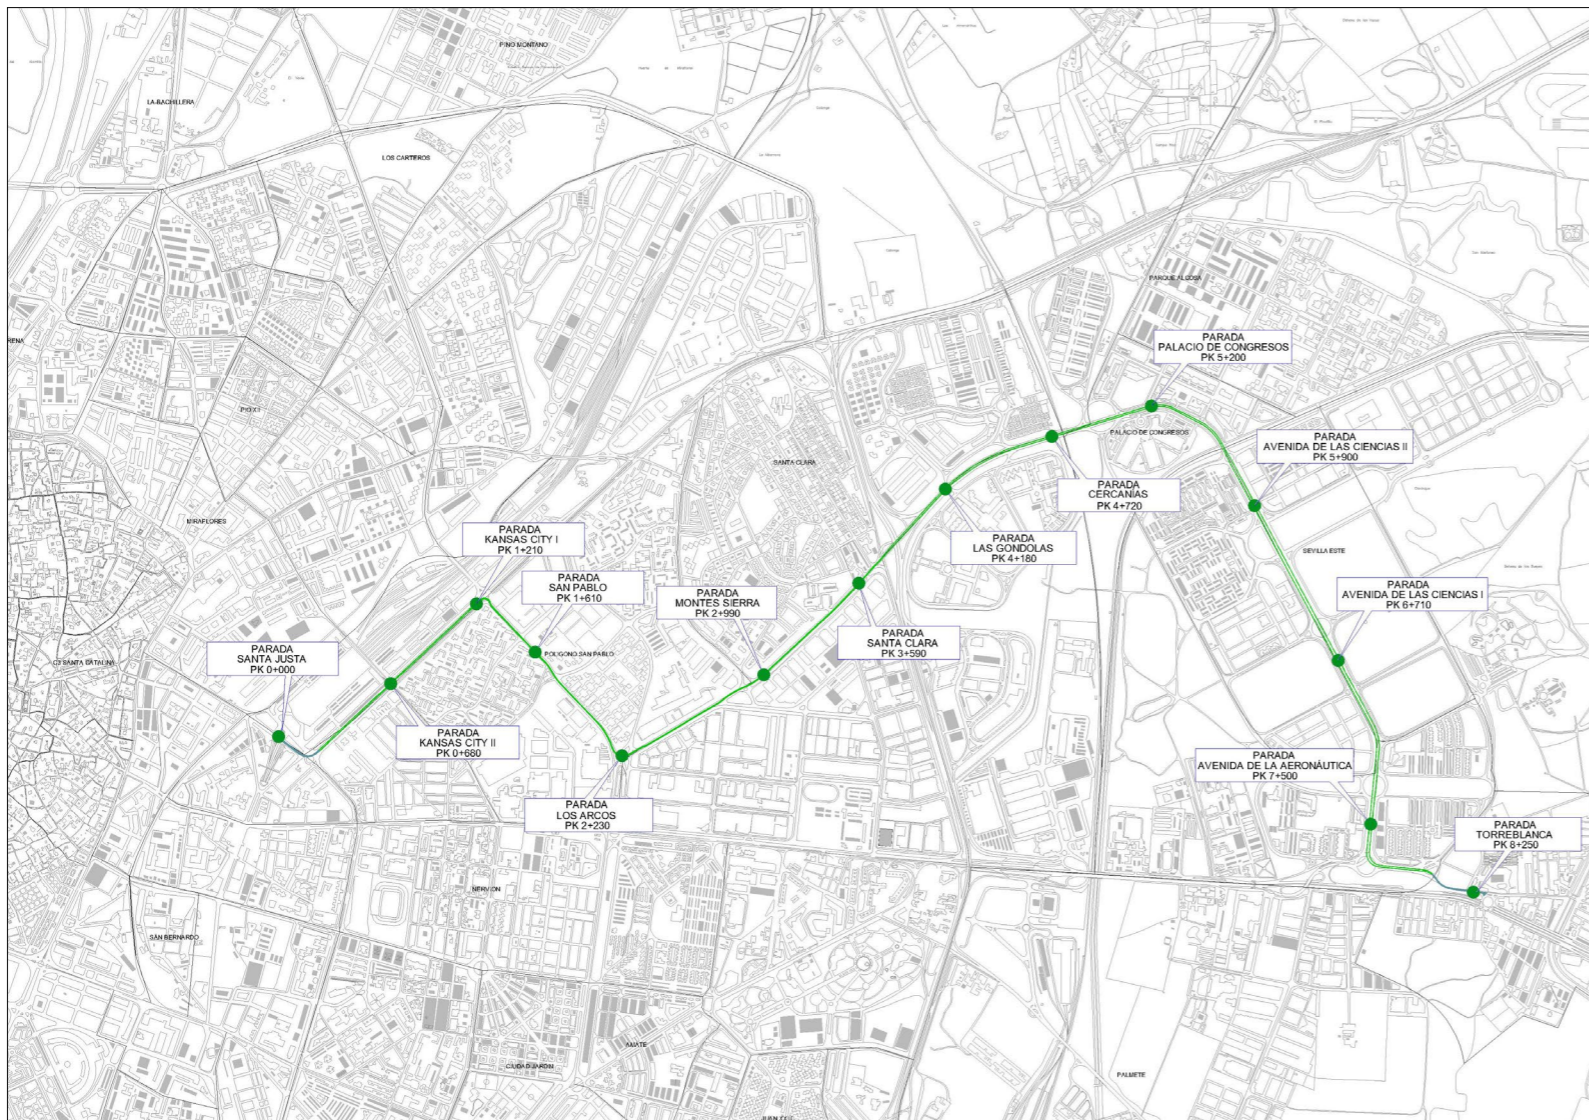 PINO MONTANO
LA BACHILLERA
LOS CARTEROS
PARQUE ALCOSA
PARADA
PALACIO DE CONGRESOS
PK 5+200
PIO XII
PALACIO DE CONGRESOS
PARADA
AVENIDA DE LAS CIENCIAS II
PK 5+900
SANTA CLARA
PARADA
CERCANÍAS
PK 4+720
MIRAFLORES
PARADA
KANSAS CITY I
PK 1+210
PARADA
LAS GONDOLAS
PK 4+180
SEVILLA ESTE
PARADA
SAN PABLO
PK 1+610
PARADA
MONTES SIERRA
PK 2+990
PARADA
AVENIDA DE LAS CIENCIAS I
PK 6+710
PARADA
SANTA CLARA
PK 3+590
POLIGONO SAN PABLO
PARADA
SANTA JUSTA
PK 0+000
SANTA CATALINA
PARADA
KANSAS CITY II
PK 0+680
PARADA
AVENIDA DE LA AERONÁUTICA
PK 7+500
PARADA
LOS ARCOS
PK 2+230
PARADA
TORREBLANCA
PK 8+250
NERVION
SAN BERNARDO
AMATE
CIUDAD JARDIN
PALMETE